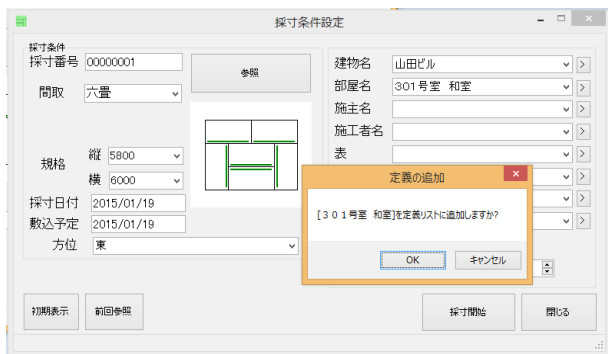 採寸条件設定
採寸条件
採寸番号 00000001
参照
間取 六畳
規格
縦 5800
横 6000
採寸日付 2015/01/19
敷込予定 2015/01/19
方位 東
建物名 山田ビル >
部屋名 301号室 和室 >
施主名 >
施工者名 >
表 >
>
>
>
定義の追加
[３０１号室 和室]を定義リストに追加しますか?
OK キャンセル
初期表示 前回参照 採寸開始 閉じる